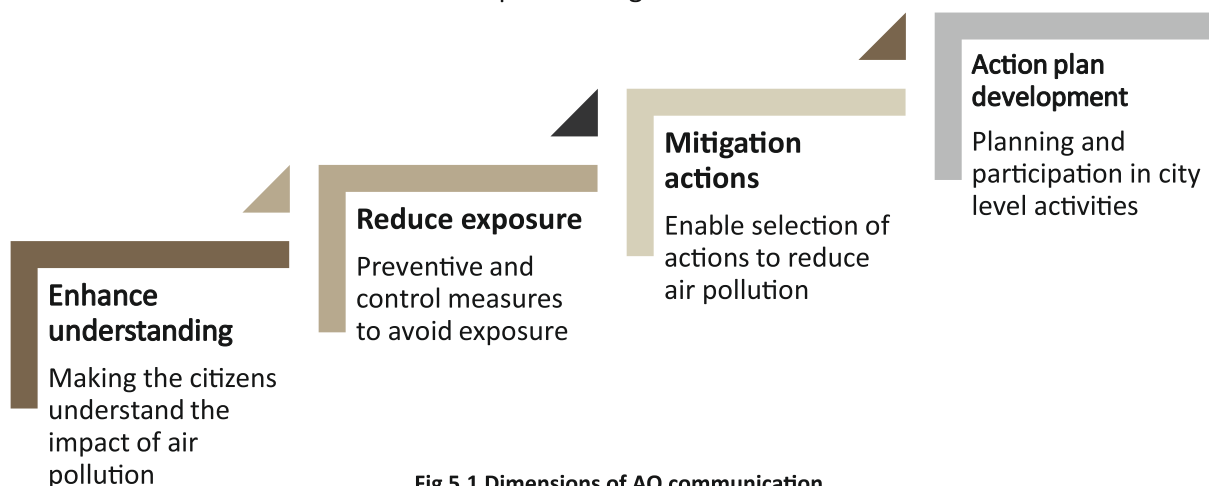 Enhance
understanding
Making the citizens
understand the
impact of air
pollution
Reduce exposure
Preventive and
control measures
to avoid exposure
Mitigation
actions
Enable selection of
actions to reduce
air pollution
Action plan
development
Planning and
participation in city
level activities
Fig 5.1 Dimensions of AQ communication